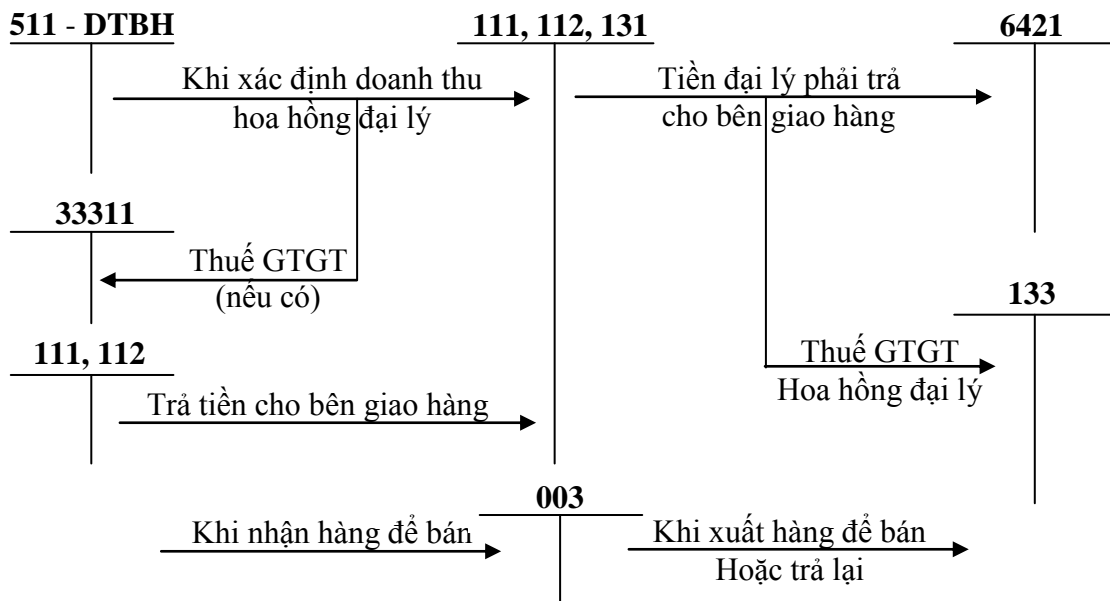 511 - DTBH
111, 112, 131
6421
Khi xác định doanh thu
hoa hồng đại lý
Tiền đại lý phải trả
cho bên giao hàng
33311
Thuế GTGT
(nếu có)
133
111, 112
Thuế GTGT
Hoa hồng đại lý
Trả tiền cho bên giao hàng
003
Khi nhận hàng để bán
Khi xuất hàng để bán
Hoặc trả lại